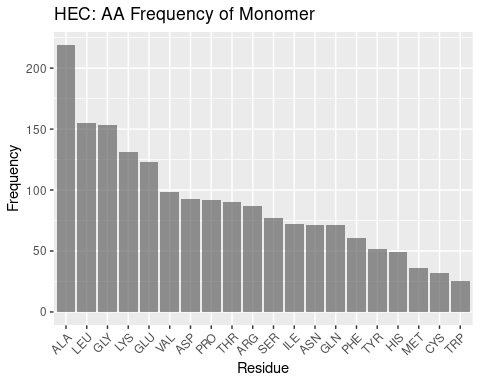 HEC: AA Frequency of Monomer
Frequency
200
150
100
50
0
ALA LEU GLY LYS GLU VAL ASP PRO THR ARG SER ILE ASN GLN PHE TYR HIS MET CYS TRP
Residue